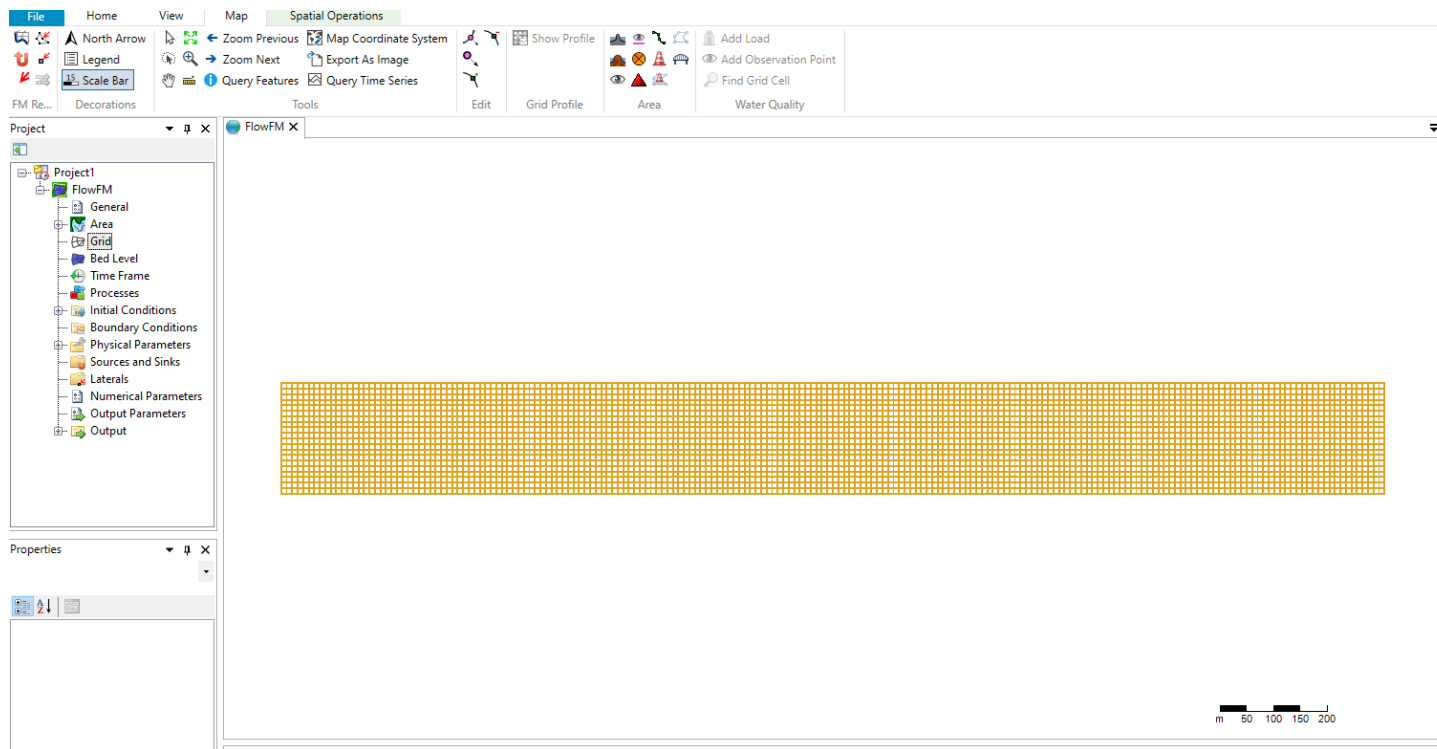 File Home View Map Spatial Operations
North Arrow Zoom Previous Map Coordinate System Show Profile Add Load
Legend Zoom Next Export As Image Add Observation Point
15 Scale Bar Query Features Query Time Series Find Grid Cell
FM Re... Decorations Tools Edit Grid Profile Area Water Quality
Project
FlowFM
Project1
FlowFM
General
Area
Grid
Bed Level
Time Frame
Processes
Initial Conditions
Boundary Conditions
Physical Parameters
Sources and Sinks
Laterals
Numerical Parameters
Output Parameters
Output
Properties
A
Z
m 50 100 150 200